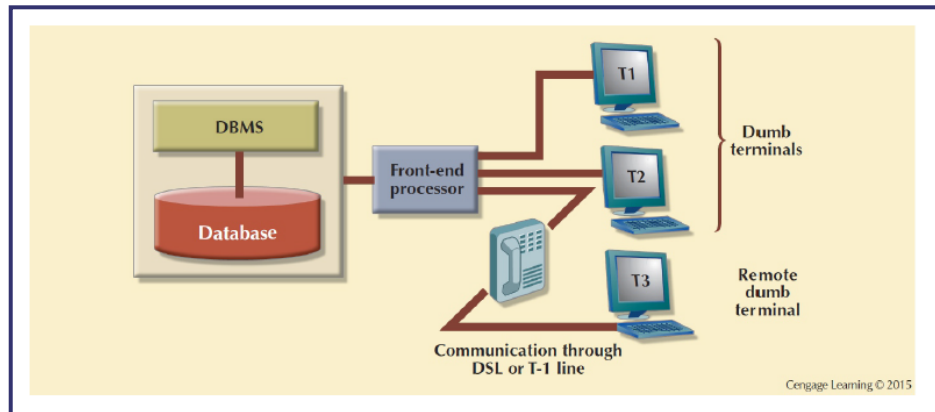 DBMS
Database
Front-end
processor
T1
T2
T3
Dumb
terminals
Remote
dumb
terminal
Communication through
DSL or T-1 line
Cengage Learning © 2015